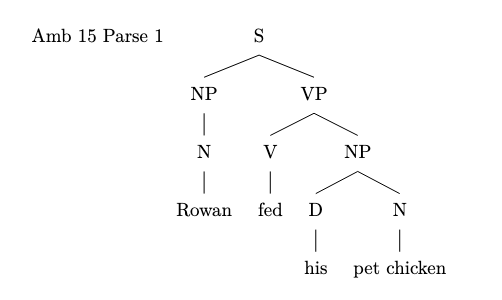 Amb 15 Parse 1 S
NP VP
N V NP
Rowan fed D N
his pet chicken